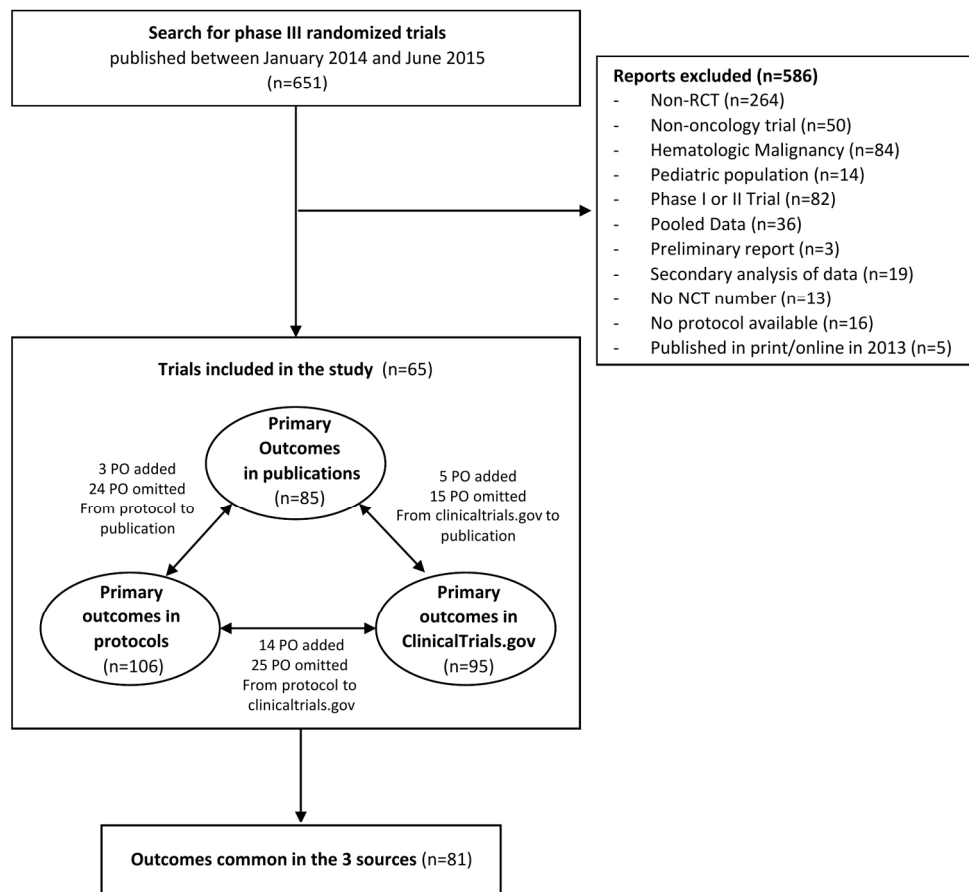 Search for phase III randomized trials
published between January 2014 and June 2015
(n=651)
Reports excluded (n=586)
- Non-RCT (n=264)
- Non-oncology trial (n=50)
- Hematologic Malignancy (n=84)
- Pediatric population (n=14)
- Phase I or II Trial (n=82)
- Pooled Data (n=36)
- Preliminary report (n=3)
- Secondary analysis of data (n=19)
- No NCT number (n=13)
- No protocol available (n=16)
- Published in print/online in 2013 (n=5)
Trials included in the study (n=65)
Primary
Outcomes
in publications
(n=85)
3 PO added
24 PO omitted
From protocol to
publication
5 PO added
15 PO omitted
From clinicaltrials.gov to
publication
Primary
outcomes in
protocols
(n=106)
14 PO added
25 PO omitted
From protocol to
clinicaltrials.gov
Primary
outcomes in
ClinicalTrials.gov
(n=95)
Outcomes common in the 3 sources (n=81)